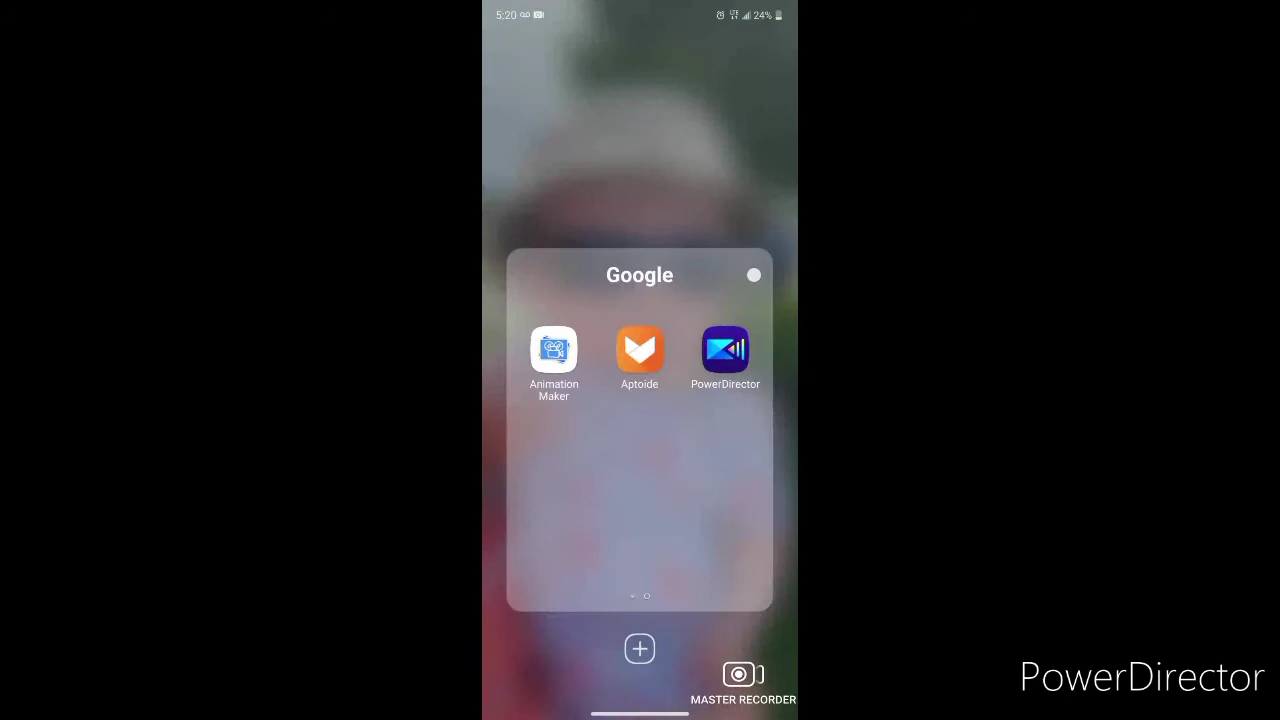 5:20
24%
Google
Animation
Maker
Aptoide
PowerDirector
MASTER RECORDER
PowerDirector